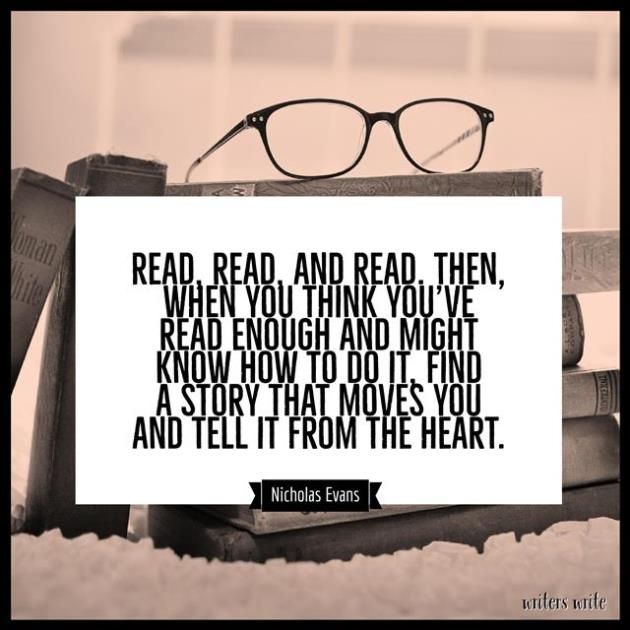 READ, READ, AND READ. THEN,
WHEN YOU THINK YOU'VE
READ ENOUGH AND MIGHT
KNOW HOW TO DO IT, FIND
A STORY THAT MOVES YOU
AND TELL IT FROM THE HEART.
Nicholas Evans
writers write